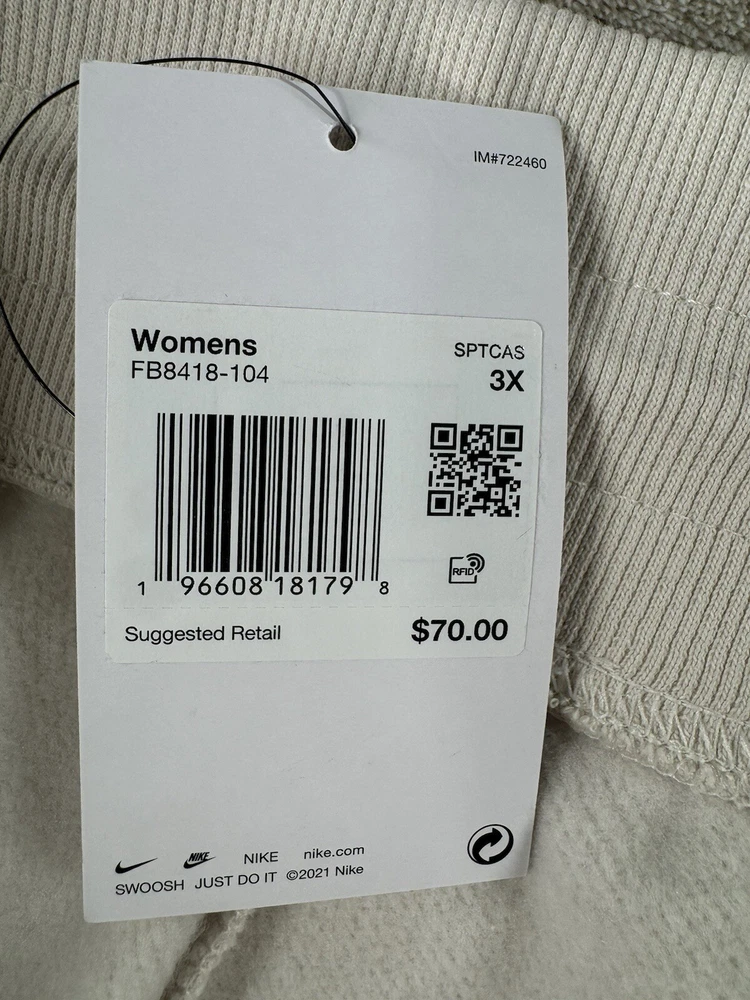 IM#722460
Womens
SPTCAS
FB8418-104
3X
1 96608 18179 8
RFID
Suggested Retail
$70.00
NIKE NIKE nike.com
SWOOSH JUST DO IT ©2021 Nike